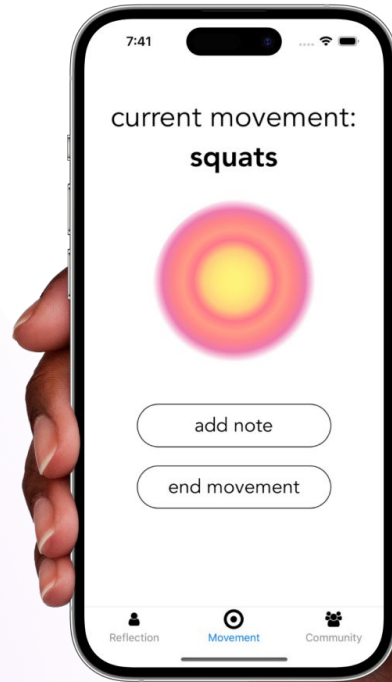 7:41
current movement:
squats
add note
end movement
Reflection Movement Community